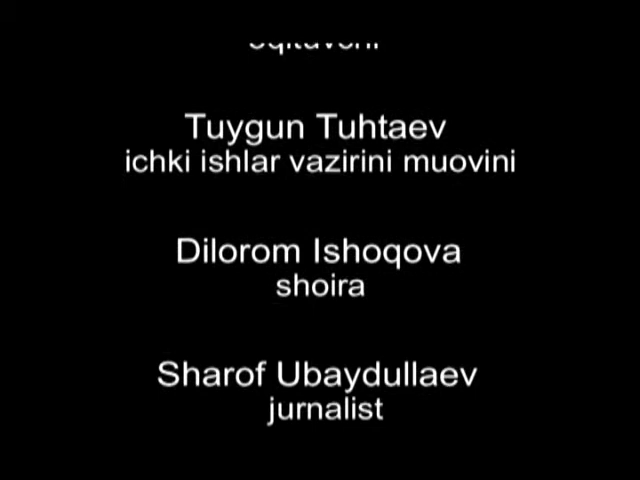 Tuygun Tuhtaev
ichki ishlar vazirini muovini
Dilorom Ishoqova
shoira
Sharof Ubaydullaev
jurnalist